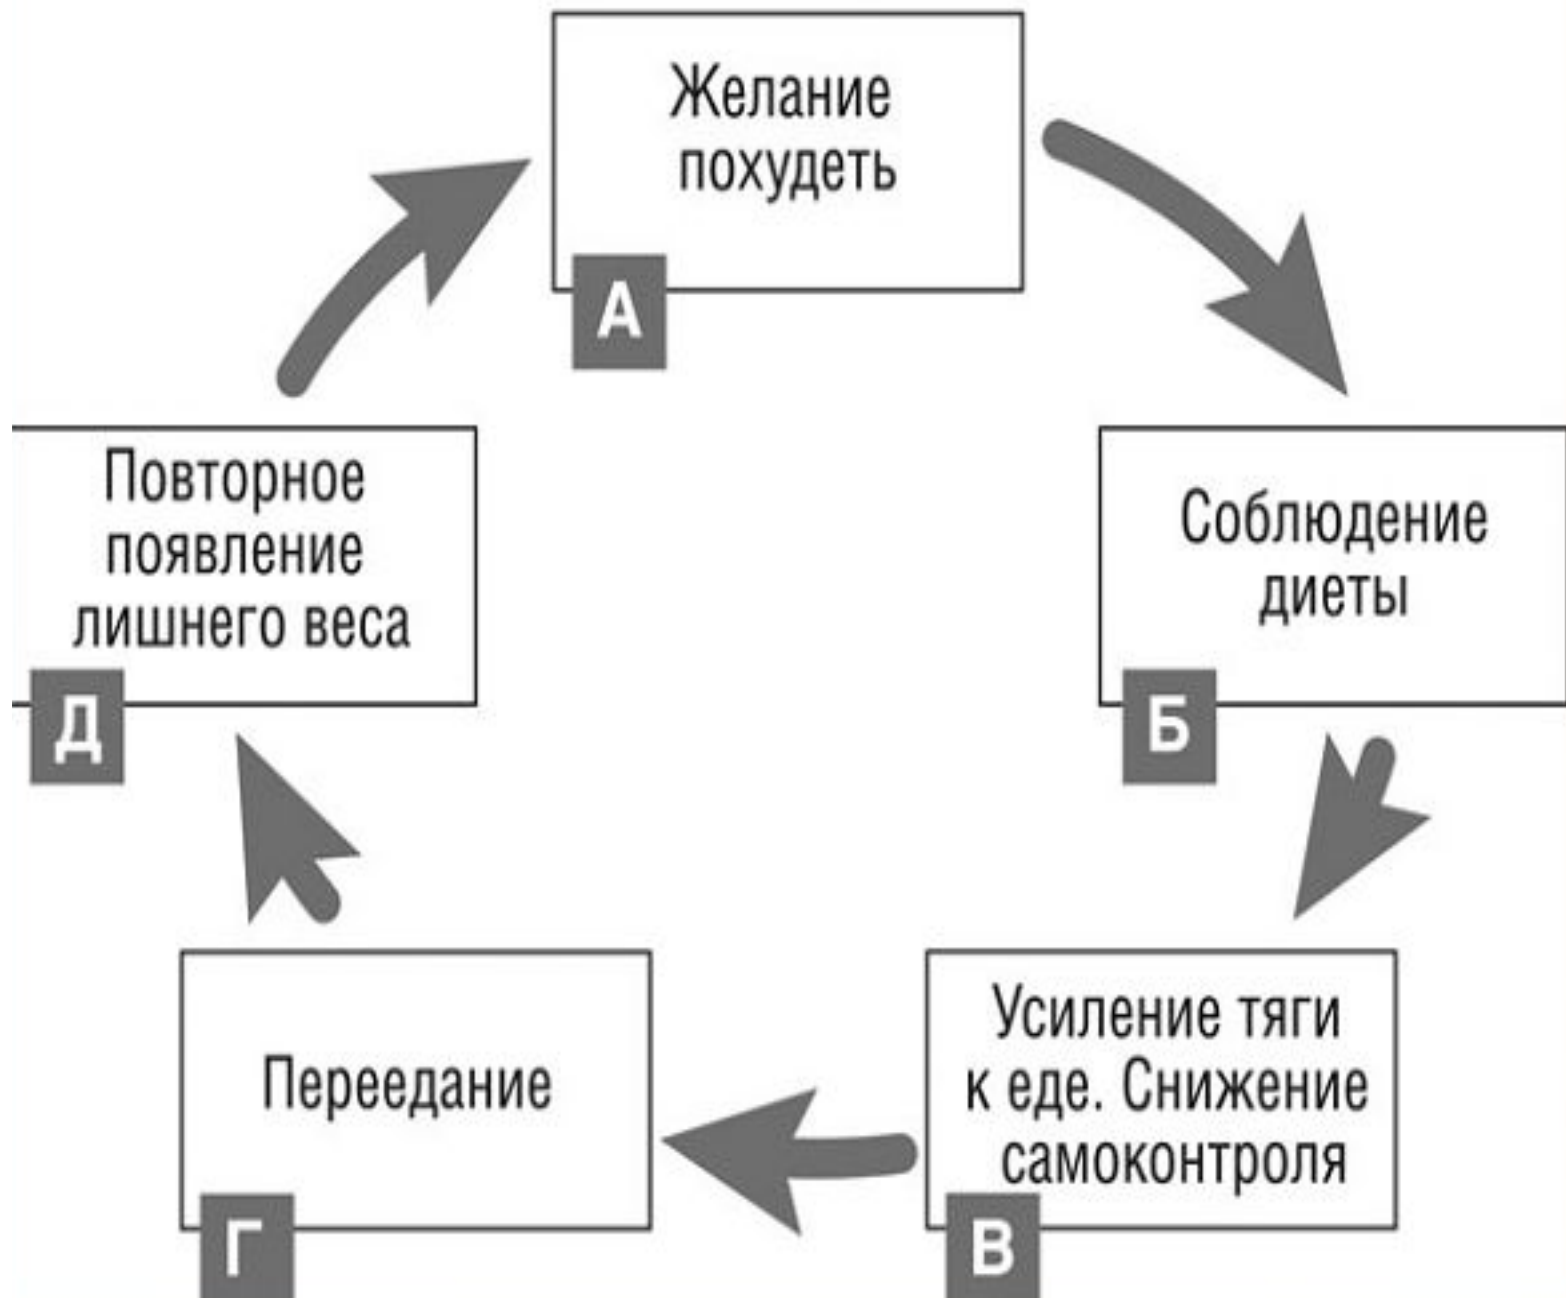 Желание
похудеть
А
Соблюдение
диеты
Б
Усиление тяги
к еде. Снижение
самоконтроля
В
Переедание
Г
Повторное
появление
лишнего веса
Д